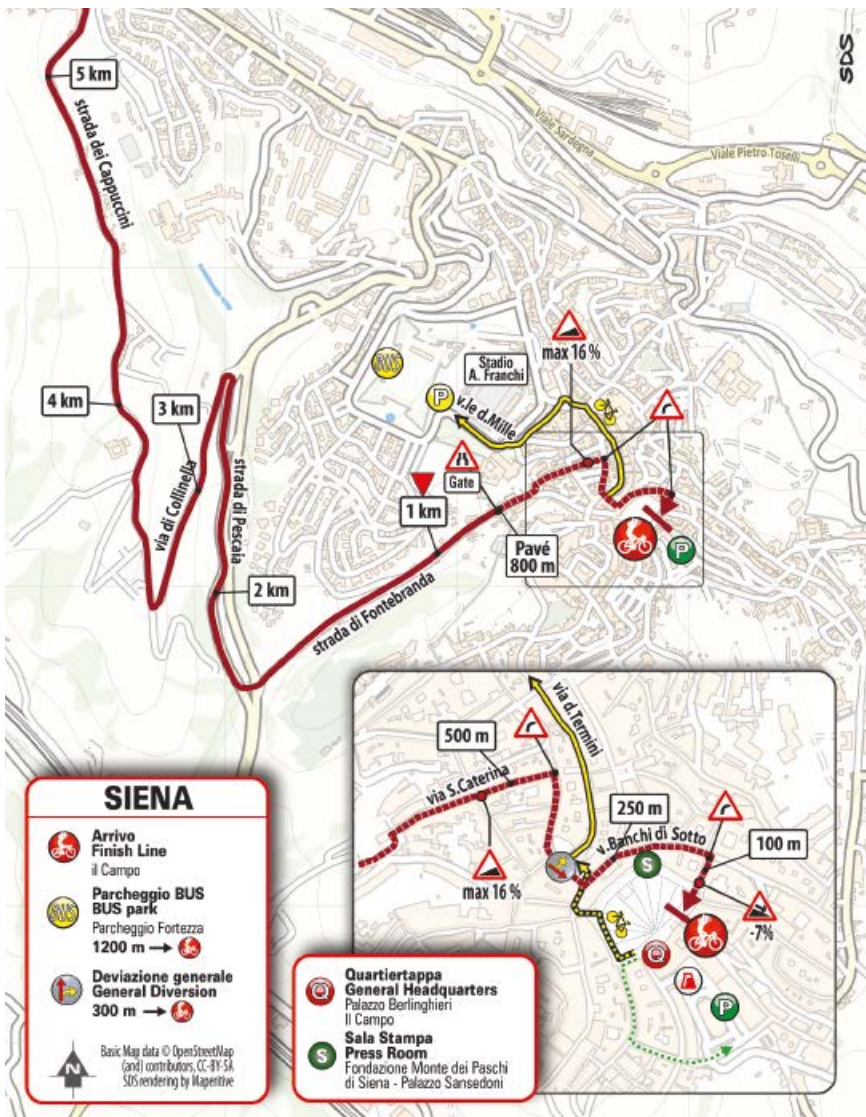 SDS
5 km
strada dei Cappuccini
Viale Sardegna
Viale Pietro Toselli
BUS
Stadio
A. Franchi
max 16 %
P
v.le d.Mille
4 km
3 km
via di Collinella
strada di Pescaia
Gate
1 km
Pavé
800 m
P
2 km
strada di Fontebranda
via d.Termini
500 m
via S.Caterina
250 m
v.Banchi di Sotto
100 m
S
max 16 %
-7%
Q
P
SIENA
Arrivo
Finish Line
il Campo
BUS
Parcheggio BUS
BUS park
Parcheggio Fortezza
1200 m
Deviazione generale
General Diversion
300 m
N
Basic Map data © OpenStreetMap
(and) contributors, CC-BY-SA
SDS rendering by Maperitive
Q
Quartiertappa
General Headquarters
Palazzo Berlinghieri
Il Campo
S
Sala Stampa
Press Room
Fondazione Monte dei Paschi
di Siena - Palazzo Sansedoni